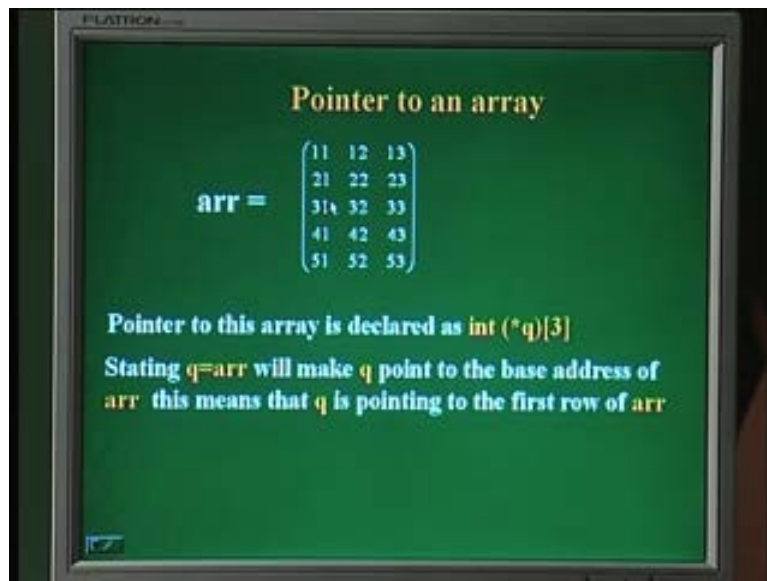 FLATRON
Pointer to an array
arr =
11 12 13
21 22 23
31 32 33
41 42 43
51 52 53
Pointer to this array is declared as int (*q)[3]
Stating q=arr will make q point to the base address of
arr this means that q is pointing to the first row of arr